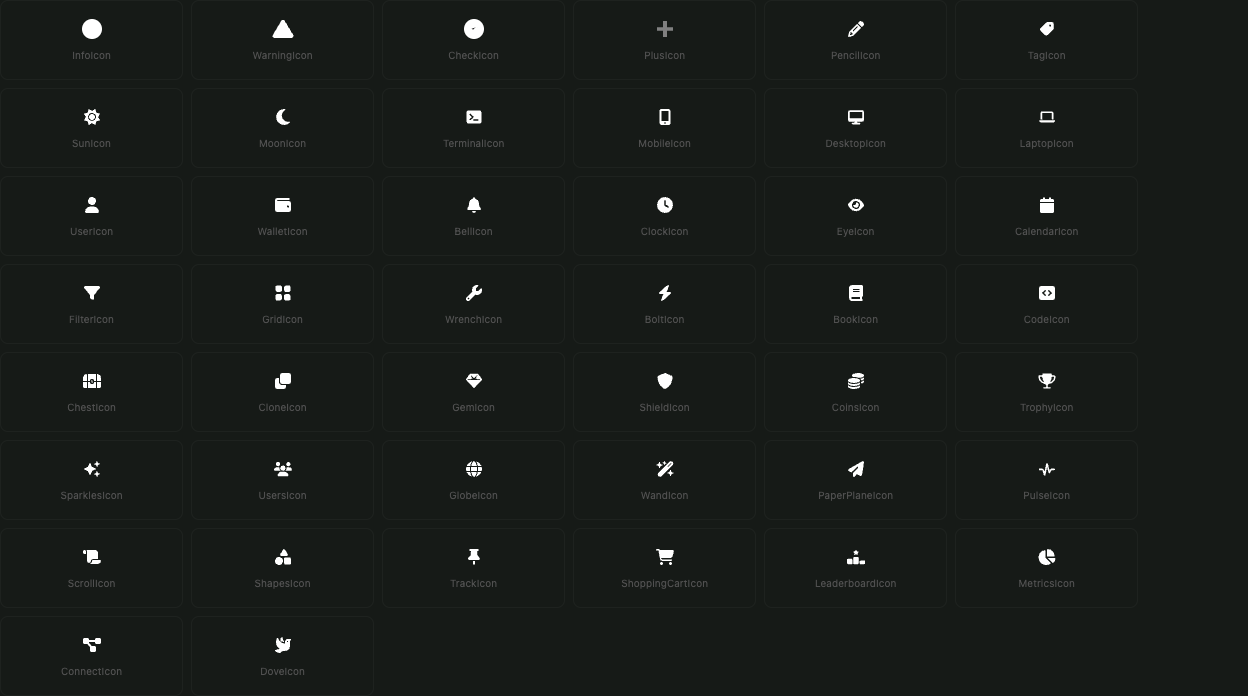 InfoIcon
WarningIcon
CheckIcon
PlusIcon
PencilIcon
TagIcon
SunIcon
MoonIcon
TerminalIcon
MobileIcon
DesktopIcon
LaptopIcon
UserIcon
WalletIcon
BellIcon
ClockIcon
EyeIcon
CalendarIcon
FilterIcon
GridIcon
WrenchIcon
BoltIcon
BookIcon
CodeIcon
ChestIcon
CloneIcon
GemIcon
ShieldIcon
CoinsIcon
TrophyIcon
SparklesIcon
UsersIcon
GlobeIcon
WandIcon
PaperPlaneIcon
PulseIcon
ScrollIcon
ShapesIcon
TrackIcon
ShoppingCartIcon
LeaderboardIcon
MetricsIcon
ConnectIcon
DoveIcon